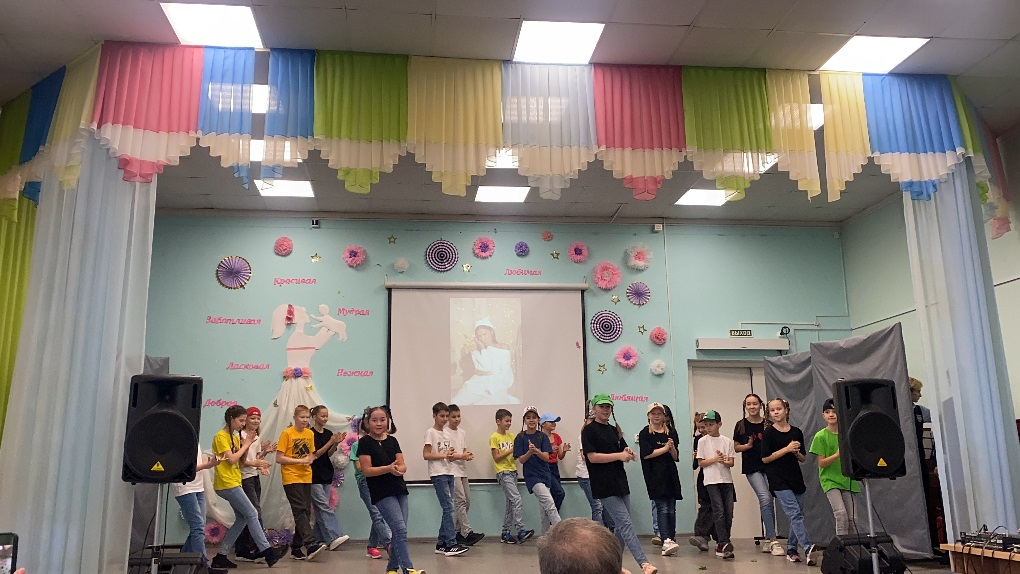 Любимая
Красивая
Мудрая
Заботливая
Ласковая
Нежная
Добрая
Любящая
ВЫХОД